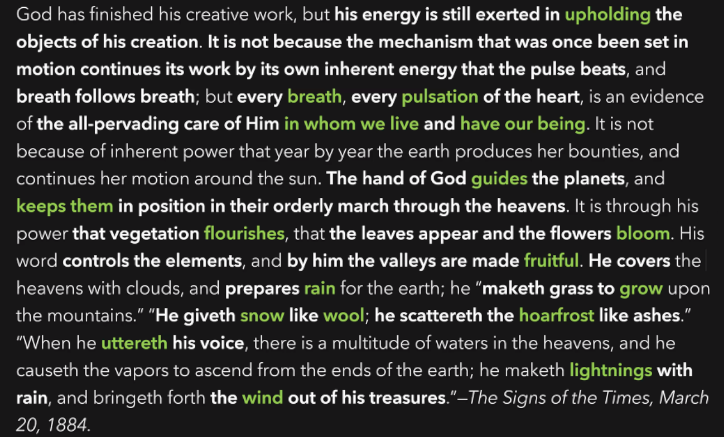 God has finished his creative work, but his energy is still exerted in upholding the
objects of his creation. It is not because the mechanism that was once been set in
motion continues its work by its own inherent energy that the pulse beats, and
breath follows breath; but every breath, every pulsation of the heart, is an evidence
of the all-pervading care of Him in whom we live and have our being. It is not
because of inherent power that year by year the earth produces her bounties, and
continues her motion around the sun. The hand of God guides the planets, and
keeps them in position in their orderly march through the heavens. It is through his
power that vegetation flourishes, that the leaves appear and the flowers bloom. His
word controls the elements, and by him the valleys are made fruitful. He covers the
heavens with clouds, and prepares rain for the earth; he “maketh grass to grow upon
the mountains.” “He giveth snow like wool; he scattereth the hoarfrost like ashes.”
“When he uttereth his voice, there is a multitude of waters in the heavens, and he
causeth the vapors to ascend from the ends of the earth; he maketh lightnings with
rain, and bringeth forth the wind out of his treasures.”—The Signs of the Times, March
20, 1884.